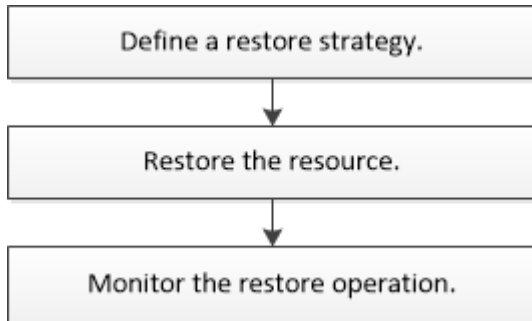 Define a restore strategy.
Restore the resource.
Monitor the restore operation.